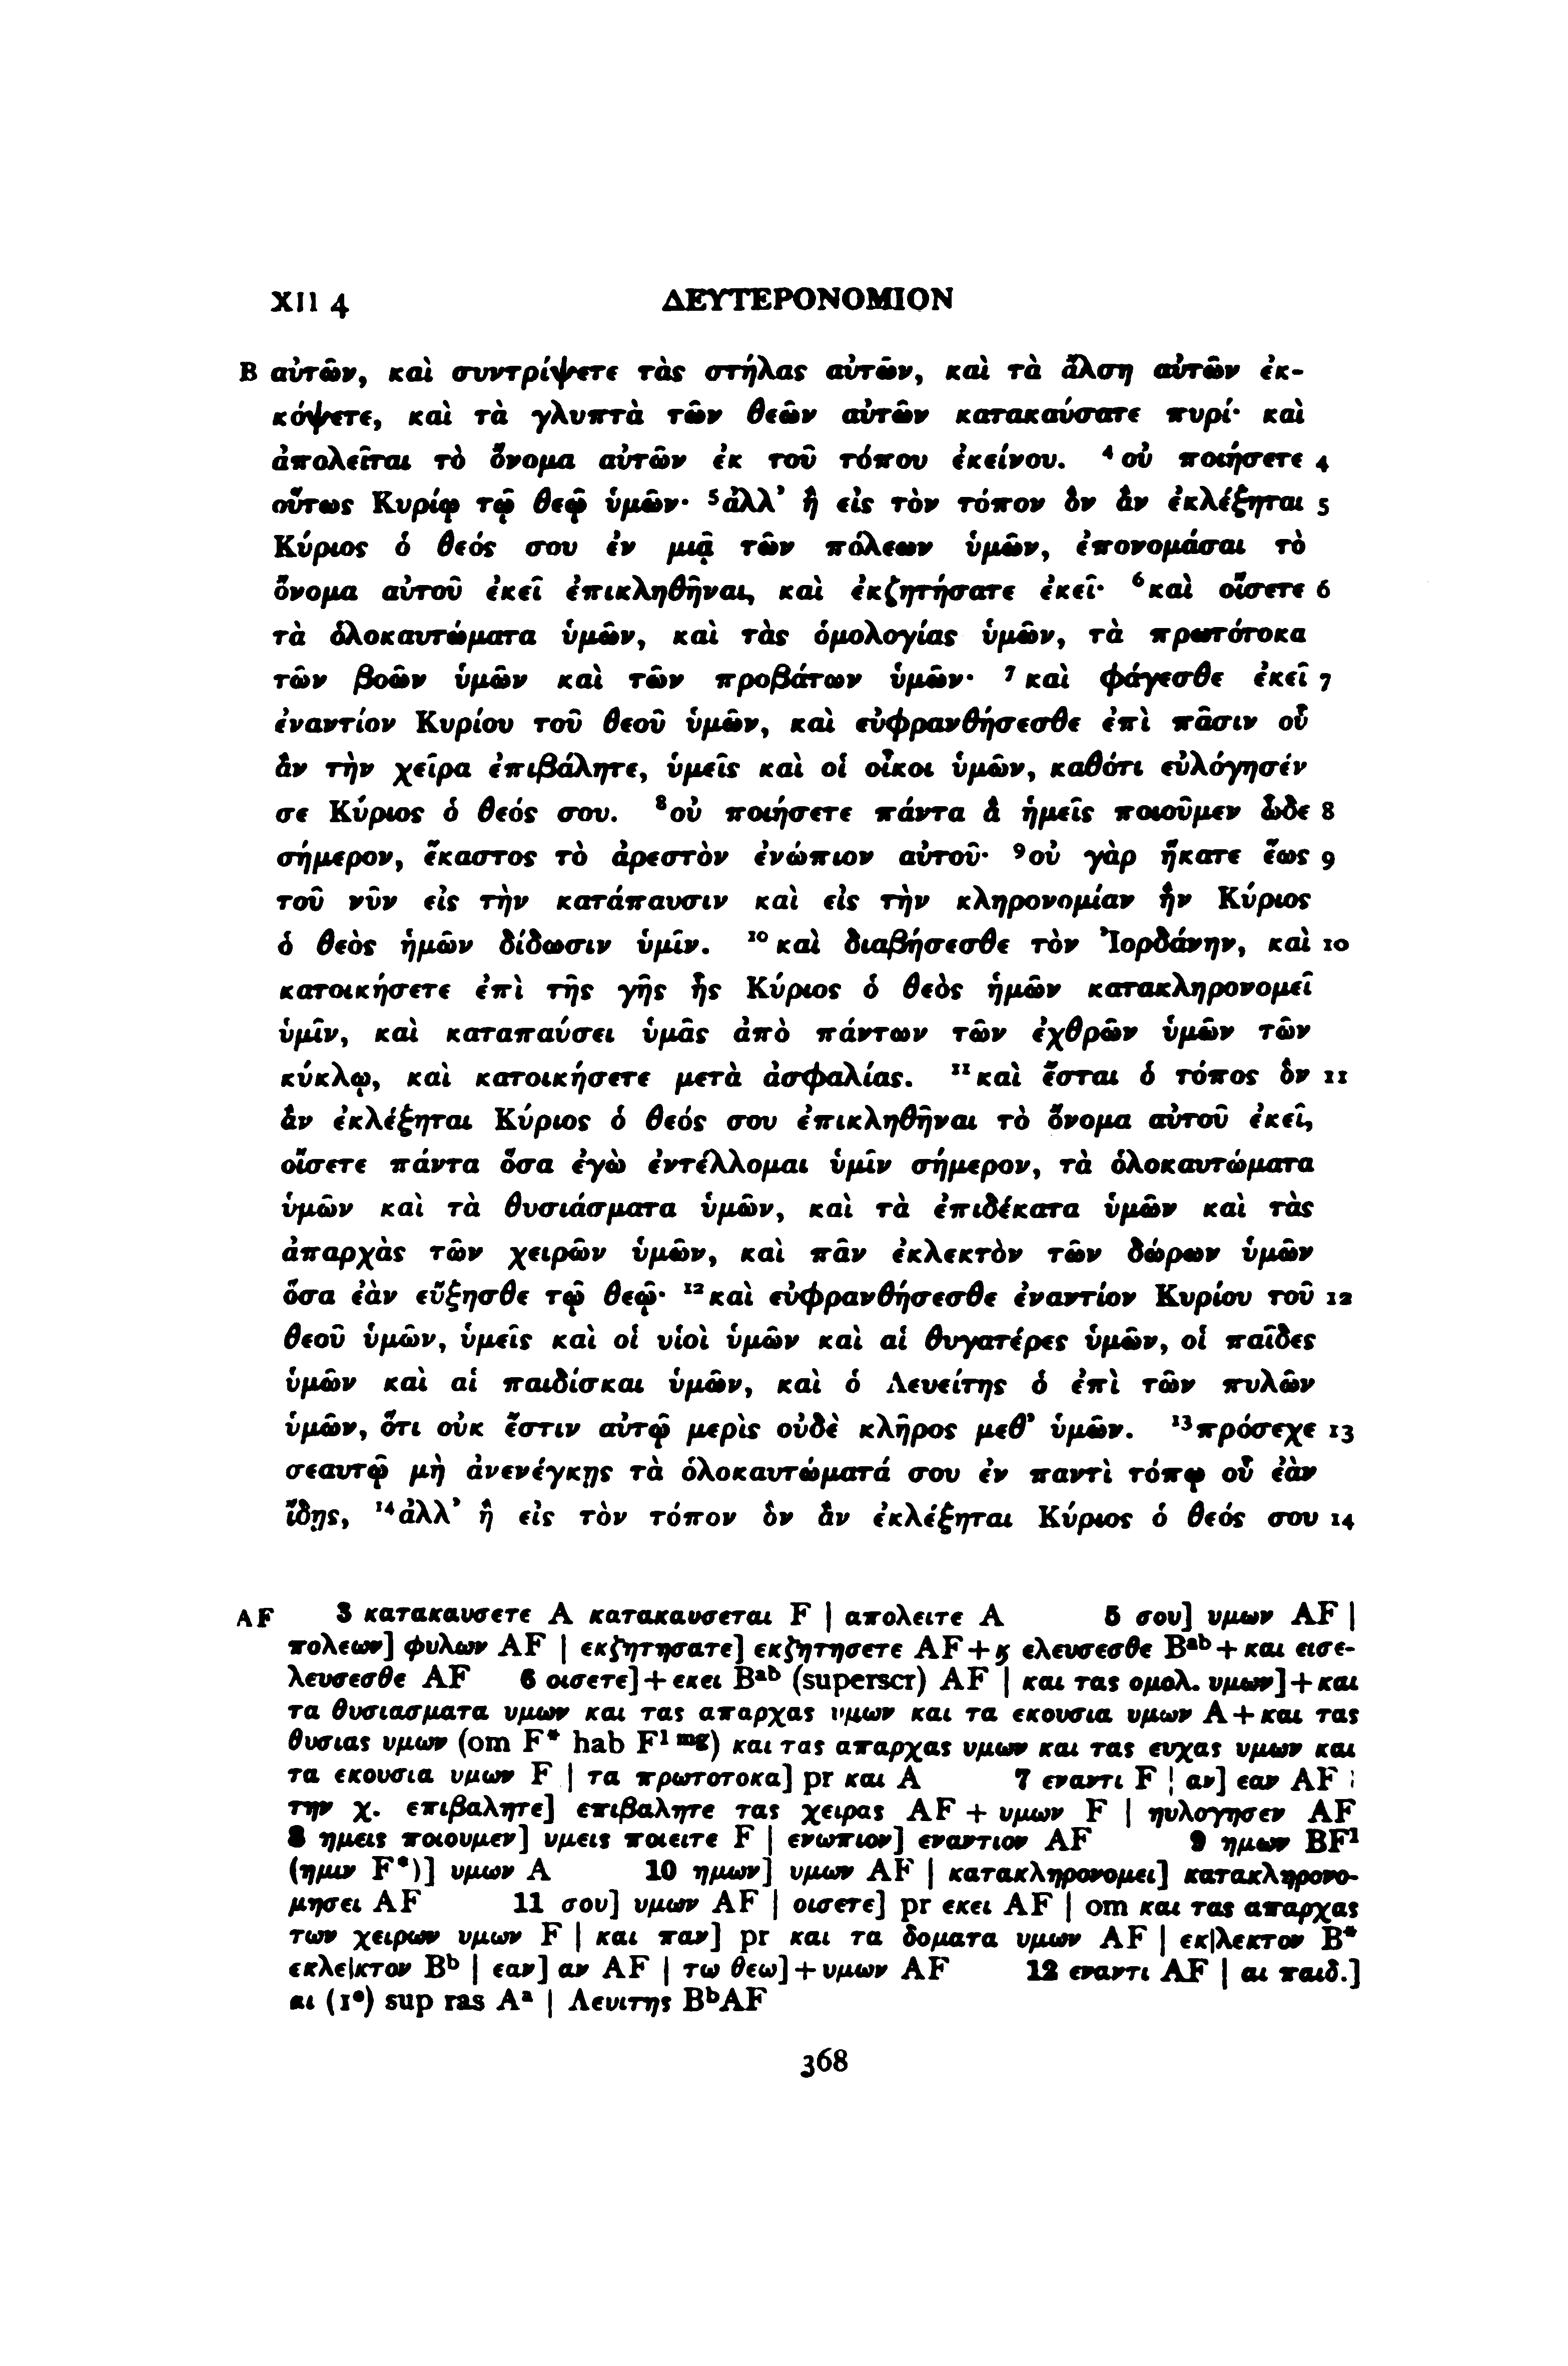 XII 4 ΔΕΥΤΕΡΟΝΟΜΙΟΝ
B αὐτῶν, καὶ συντρίψετε τὰς στήλας αὐτῶν, καὶ τὰ ἄλση αὐτῶν ἐκ-
κόψετε, καὶ τὰ γλυπτὰ τῶν θεῶν αὐτῶν κατακαύσατε πυρί· καὶ
ἀπολεῖται τὸ ὄνομα αὐτῶν ἐκ τοῦ τόπου ἐκείνου. ⁴οὐ ποιήσετε 4
οὕτως Κυρίῳ τῷ θεῷ ὑμῶν· ⁵ἀλλ’ ἢ εἰς τὸν τόπον ὃν ἂν ἐκλέξηται 5
Κύριος ὁ θεός σου ἐν μιᾷ τῶν πόλεων ὑμῶν, ἐπονομάσαι τὸ
ὄνομα αὐτοῦ ἐκεῖ ἐπικληθῆναι, καὶ ἐκζητήσατε ἐκεῖ· ⁶καὶ οἴσετε 6
τὰ ὁλοκαυτώματα ὑμῶν, καὶ τὰς ὁμολογίας ὑμῶν, τὰ πρωτότοκα
τῶν βοῶν ὑμῶν καὶ τῶν προβάτων ὑμῶν· ⁷καὶ φάγεσθε ἐκεῖ 7
ἐναντίον Κυρίου τοῦ θεοῦ ὑμῶν, καὶ εὐφρανθήσεσθε ἐπὶ πᾶσιν οὗ
ἂν τὴν χεῖρα ἐπιβάλητε, ὑμεῖς καὶ οἱ οἶκοι ὑμῶν, καθότι εὐλόγησέν
σε Κύριος ὁ θεός σου. ⁸οὐ ποιήσετε πάντα ἃ ἡμεῖς ποιοῦμεν ὧδε 8
σήμερον, ἕκαστος τὸ ἀρεστὸν ἐνώπιον αὐτοῦ· ⁹οὐ γὰρ ἥκατε ἕως 9
τοῦ νῦν εἰς τὴν κατάπαυσιν καὶ εἰς τὴν κληρονομίαν ἣν Κύριος
ὁ θεὸς ἡμῶν δίδωσιν ὑμῖν. ¹⁰καὶ διαβήσεσθε τὸν Ἰορδάνην, καὶ 10
κατοικήσετε ἐπὶ τῆς γῆς ἧς Κύριος ὁ θεὸς ἡμῶν κατακληρονομεῖ
ὑμῖν, καὶ καταπαύσει ὑμᾶς ἀπὸ πάντων τῶν ἐχθρῶν ὑμῶν τῶν
κύκλῳ, καὶ κατοικήσετε μετὰ ἀσφαλίας. ¹¹καὶ ἔσται ὁ τόπος ὃν 11
ἂν ἐκλέξηται Κύριος ὁ θεός σου ἐπικληθῆναι τὸ ὄνομα αὐτοῦ ἐκεῖ,
οἴσετε πάντα ὅσα ἐγὼ ἐντέλλομαι ὑμῖν σήμερον, τὰ ὁλοκαυτώματα
ὑμῶν καὶ τὰ θυσιάσματα ὑμῶν, καὶ τὰ ἐπιδέκατα ὑμῶν καὶ τὰς
ἀπαρχὰς τῶν χειρῶν ὑμῶν, καὶ πᾶν ἐκλεκτὸν τῶν δώρων ὑμῶν
ὅσα ἐὰν εὔξησθε τῷ θεῷ· ¹²καὶ εὐφρανθήσεσθε ἐναντίον Κυρίου τοῦ 12
θεοῦ ὑμῶν, ὑμεῖς καὶ οἱ υἱοὶ ὑμῶν καὶ αἱ θυγατέρες ὑμῶν, οἱ παῖδες
ὑμῶν καὶ αἱ παιδίσκαι ὑμῶν, καὶ ὁ Λευείτης ὁ ἐπὶ τῶν πυλῶν
ὑμῶν, ὅτι οὐκ ἔστιν αὐτῷ μερὶς οὐδὲ κλῆρος μεθ’ ὑμῶν. ¹³πρόσεχε 13
σεαυτῷ μὴ ἀνενέγκῃς τὰ ὁλοκαυτώματά σου ἐν παντὶ τόπῳ οὗ ἐὰν
ἴδῃς, ¹⁴ἀλλ’ ἢ εἰς τὸν τόπον ὃν ἂν ἐκλέξηται Κύριος ὁ θεός σου 14
AF 3 κατακαυσετε A κατακαυσεται F | απολειτε A 5 σου] υμων AF |
πολεων] φυλων AF | εκζητησατε] εκζητησετε AF + ϗ ελευσεσθε Bᵃᵇ + και εισε-
λευσεσθε AF 6 οισετε] + εκει Bᵃᵇ (superscr) AF | και τας ομολ. υμων] + και
τα θυσιασματα υμων και τας απαρχας υμων και τα εκουσια υμων A + και τας
θυσιας υμων (om F* hab F¹ ᵐᵍ) και τας απαρχας υμων και τας ευχας υμων και
τα εκουσια υμων F | τα πρωτοτοκα] pr και A 7 εναντι F | αν] εαν AF |
την χ. επιβαλητε] επιβαλητε τας χειρας AF + υμων F | ηυλογησεν AF
8 ημεις ποιουμεν] υμεις ποιειτε F | ενωπιον] εναντιον AF 9 ημων BF¹
(ημιν F*)] υμων A 10 ημων] υμων AF | κατακληρονομει] κατακληρονο-
μησει AF 11 σου] υμων AF | οισετε] pr εκει AF | om και τας απαρχας
των χειρων υμων F | και παν] pr και τα δοματα υμων AF | εκ|λεκτον B*
εκλε|κτον Bᵇ | εαν] αν AF | τω θεω] + υμων AF 12 εναντι AF | αι παιδ.]
αι (1°) sup ras Aᵃ | Λευιτης BᵇAF
368